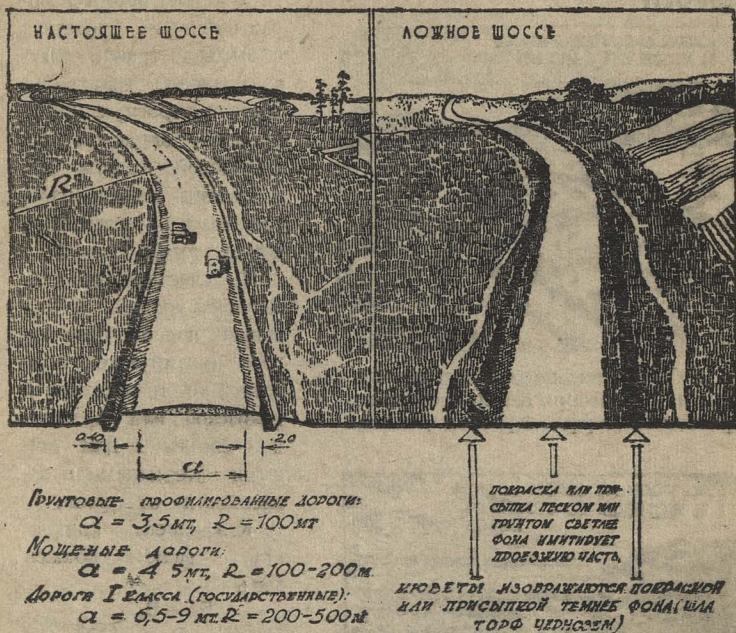 НАСТОЯЩЕЕ ШОССЕ
ЛОЖНОЕ ШОССЕ
R
0.40
2.0
a
ГРУНТОВЫЕ ПРОФИЛИРОВАННЫЕ ДОРОГИ:
a = 3,5 мт, R = 100 мт
МОЩЕНЫЕ ДОРОГИ:
a = 4 5 мт, R = 100-200 м
ДОРОГИ I КЛАССА (ГОСУДАРСТВЕННЫЕ):
a = 6,5-9 мт. R = 200-500 м
ПОКРАСКА ИЛИ ПРИ-
СЫПКА ПЕСКОМ ИЛИ
ГРУНТОМ СВЕТЛЕЕ
ФОНА ИМИТИРУЕТ
ПРОЕЗЖУЮ ЧАСТЬ,
КЮВЕТЫ ИЗОБРАЖАЮТСЯ ПОКРАСКОЙ
ИЛИ ПРИСЫПКОЙ ТЕМНЕЕ ФОНА (
ТОРФ ЧЕРНОЗЕМ)